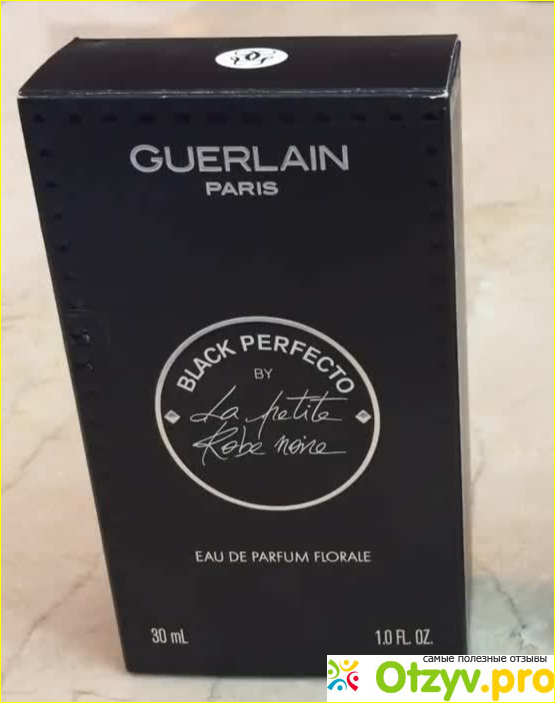 GUERLAIN
PARIS
BLACK PERFECTO
BY
La petite
Robe noire
EAU DE PARFUM FLORALE
30 mL
1.0 FL. OZ.
самые полезные отзывы
Otzyv.pro